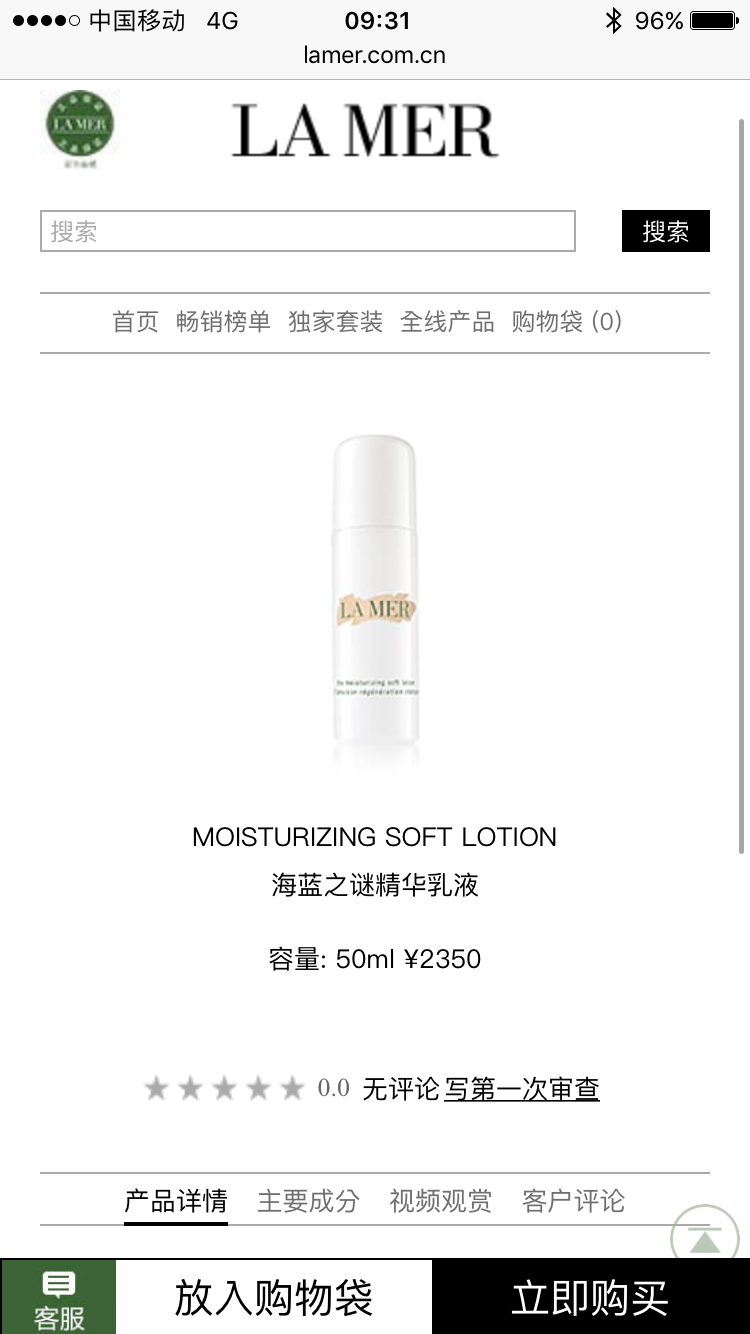 中国移动 4G 09:31 96%
lamer.com.cn
LA MER
LA MER
搜索 搜索
首页 畅销榜单 独家套装 全线产品 购物袋 (0)
LA MER
MOISTURIZING SOFT LOTION
海蓝之谜精华乳液
容量: 50ml ¥2350
0.0 无评论 写第一次审查
产品详情 主要成分 视频观赏 客户评论
客服 放入购物袋 立即购买